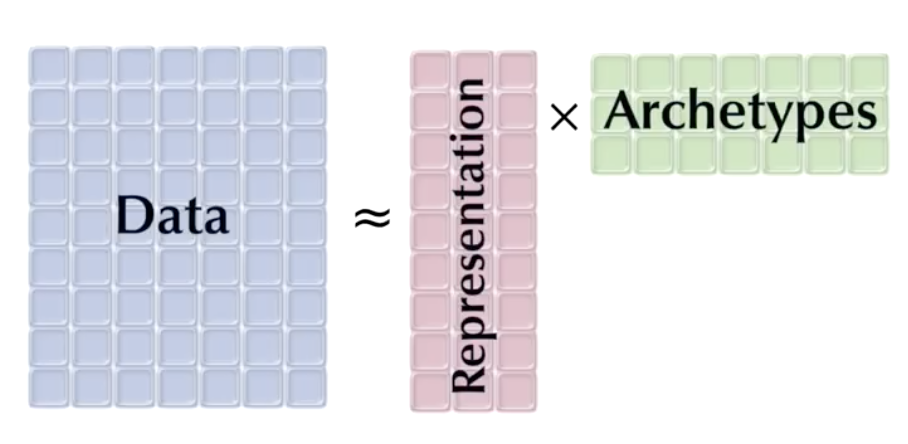 Data
≈
Representation
×
Archetypes